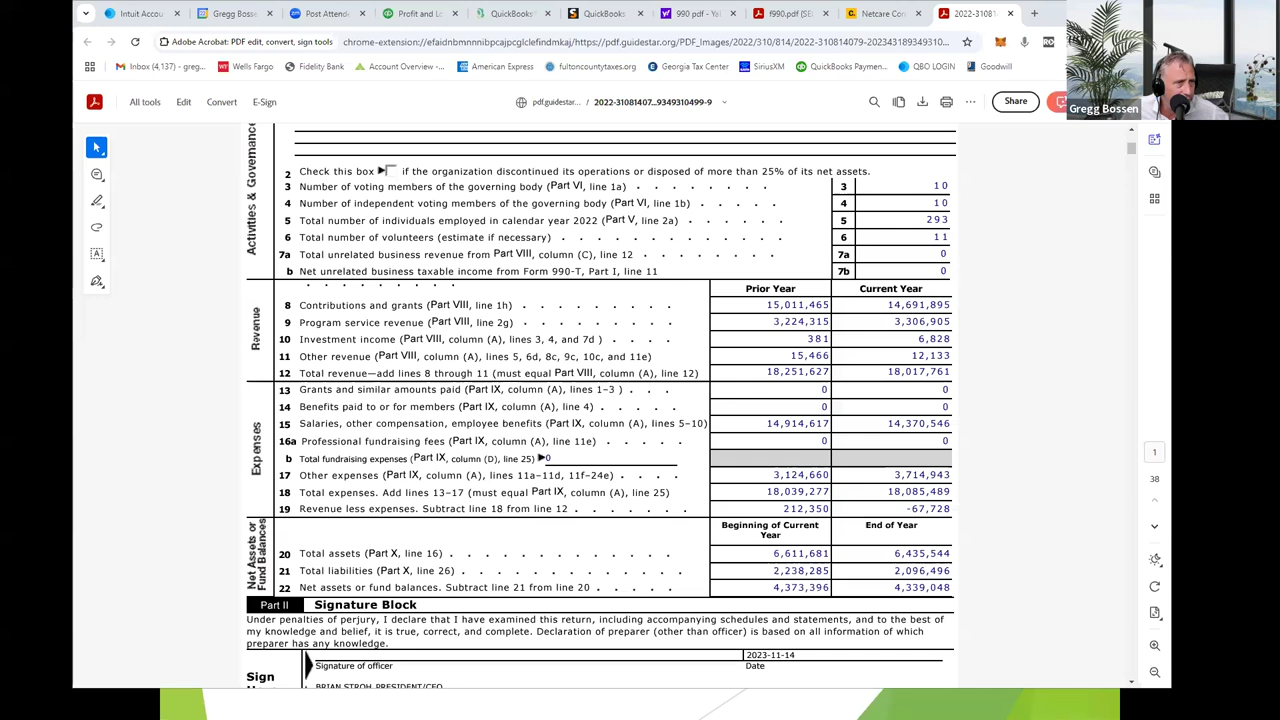 Intuit Accou
Gregg Bosse
Post Attende
Profit and Lo
QuickBooks
QuickBooks
990 pdf - Yal
f990.pdf (SE
Netcare Con
2022-31081
Adobe Acrobat: PDF edit, convert, sign tools
chrome-extension://efaidnbmnnnibpcajpcglclefindmkaj/https://pdf.guidestar.org/PDF_Images/2022/310/814/2022-310814079-202343189349310...
Inbox (4,137) - greg...
Wells Fargo
Fidelity Bank
Account Overview -...
American Express
fultoncountytaxes.org
Georgia Tax Center
SiriusXM
QuickBooks Paymen...
QBO LOGIN
Goodwill
All tools
Edit
Convert
E-Sign
pdf.guidestar... / 2022-31081407...9349310499-9
Share
Gregg Bossen
Activities & Governance
2 Check this box ▶ if the organization discontinued its operations or disposed of more than 25% of its net assets.
3 Number of voting members of the governing body (Part VI, line 1a) . . . . . . . . 3 10
4 Number of independent voting members of the governing body (Part VI, line 1b) . . . . . 4 10
5 Total number of individuals employed in calendar year 2022 (Part V, line 2a) . . . . . . 5 293
6 Total number of volunteers (estimate if necessary) . . . . . . . . . . . . . 6 11
7a Total unrelated business revenue from Part VIII, column (C), line 12 . . . . . . . . 7a 0
b Net unrelated business taxable income from Form 990-T, Part I, line 11 7b 0
. . . . . . . . .
Prior Year Current Year
Revenue
8 Contributions and grants (Part VIII, line 1h) . . . . . . . . . 15,011,465 14,691,895
9 Program service revenue (Part VIII, line 2g) . . . . . . . . . 3,224,315 3,306,905
10 Investment income (Part VIII, column (A), lines 3, 4, and 7d ) . . . . 381 6,828
11 Other revenue (Part VIII, column (A), lines 5, 6d, 8c, 9c, 10c, and 11e) 15,466 12,133
12 Total revenue—add lines 8 through 11 (must equal Part VIII, column (A), line 12) 18,251,627 18,017,761
Expenses
13 Grants and similar amounts paid (Part IX, column (A), lines 1–3 ) . . . 0 0
14 Benefits paid to or for members (Part IX, column (A), line 4) . . . . . 0 0
15 Salaries, other compensation, employee benefits (Part IX, column (A), lines 5–10) 14,914,617 14,370,546
16a Professional fundraising fees (Part IX, column (A), line 11e) . . . . . 0 0
b Total fundraising expenses (Part IX, column (D), line 25) ▶0
17 Other expenses (Part IX, column (A), lines 11a–11d, 11f–24e) . . . . 3,124,660 3,714,943
18 Total expenses. Add lines 13–17 (must equal Part IX, column (A), line 25) 18,039,277 18,085,489
19 Revenue less expenses. Subtract line 18 from line 12 . . . . . . . 212,350 -67,728
Net Assets or
Fund Balances
Beginning of Current Year End of Year
20 Total assets (Part X, line 16) . . . . . . . . . . . . 6,611,681 6,435,544
21 Total liabilities (Part X, line 26) . . . . . . . . . . . . 2,238,285 2,096,496
22 Net assets or fund balances. Subtract line 21 from line 20 . . . . . 4,373,396 4,339,048
Part II Signature Block
Under penalties of perjury, I declare that I have examined this return, including accompanying schedules and statements, and to the best of
my knowledge and belief, it is true, correct, and complete. Declaration of preparer (other than officer) is based on all information of which
preparer has any knowledge.
2023-11-14
Signature of officer Date
Sign
BRIAN STROH PRESIDENT/CEO
1
38